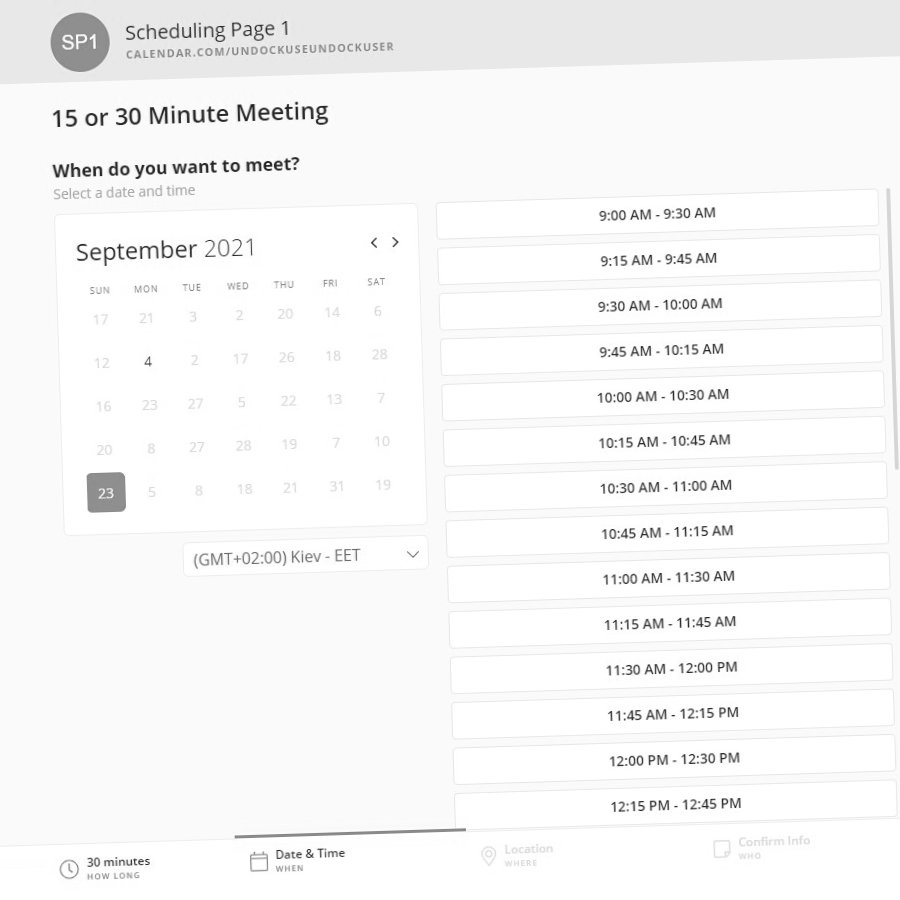 SP1
Scheduling Page 1
CALENDAR.COM/UNDOCKUSEUNDOCKUSER
15 or 30 Minute Meeting
When do you want to meet?
Select a date and time
September 2021
SUN MON TUE WED THU FRI SAT
17 21 3 2 20 14 6
12 4 2 17 26 18 28
16 23 27 5 22 13 7
20 8 27 28 19 7 10
23 5 8 18 21 31 19
(GMT+02:00) Kiev - EET
9:00 AM - 9:30 AM
9:15 AM - 9:45 AM
9:30 AM - 10:00 AM
9:45 AM - 10:15 AM
10:00 AM - 10:30 AM
10:15 AM - 10:45 AM
10:30 AM - 11:00 AM
10:45 AM - 11:15 AM
11:00 AM - 11:30 AM
11:15 AM - 11:45 AM
11:30 AM - 12:00 PM
11:45 AM - 12:15 PM
12:00 PM - 12:30 PM
12:15 PM - 12:45 PM
30 minutes
HOW LONG
Date & Time
WHEN
Location
WHERE
Confirm Info
WHO